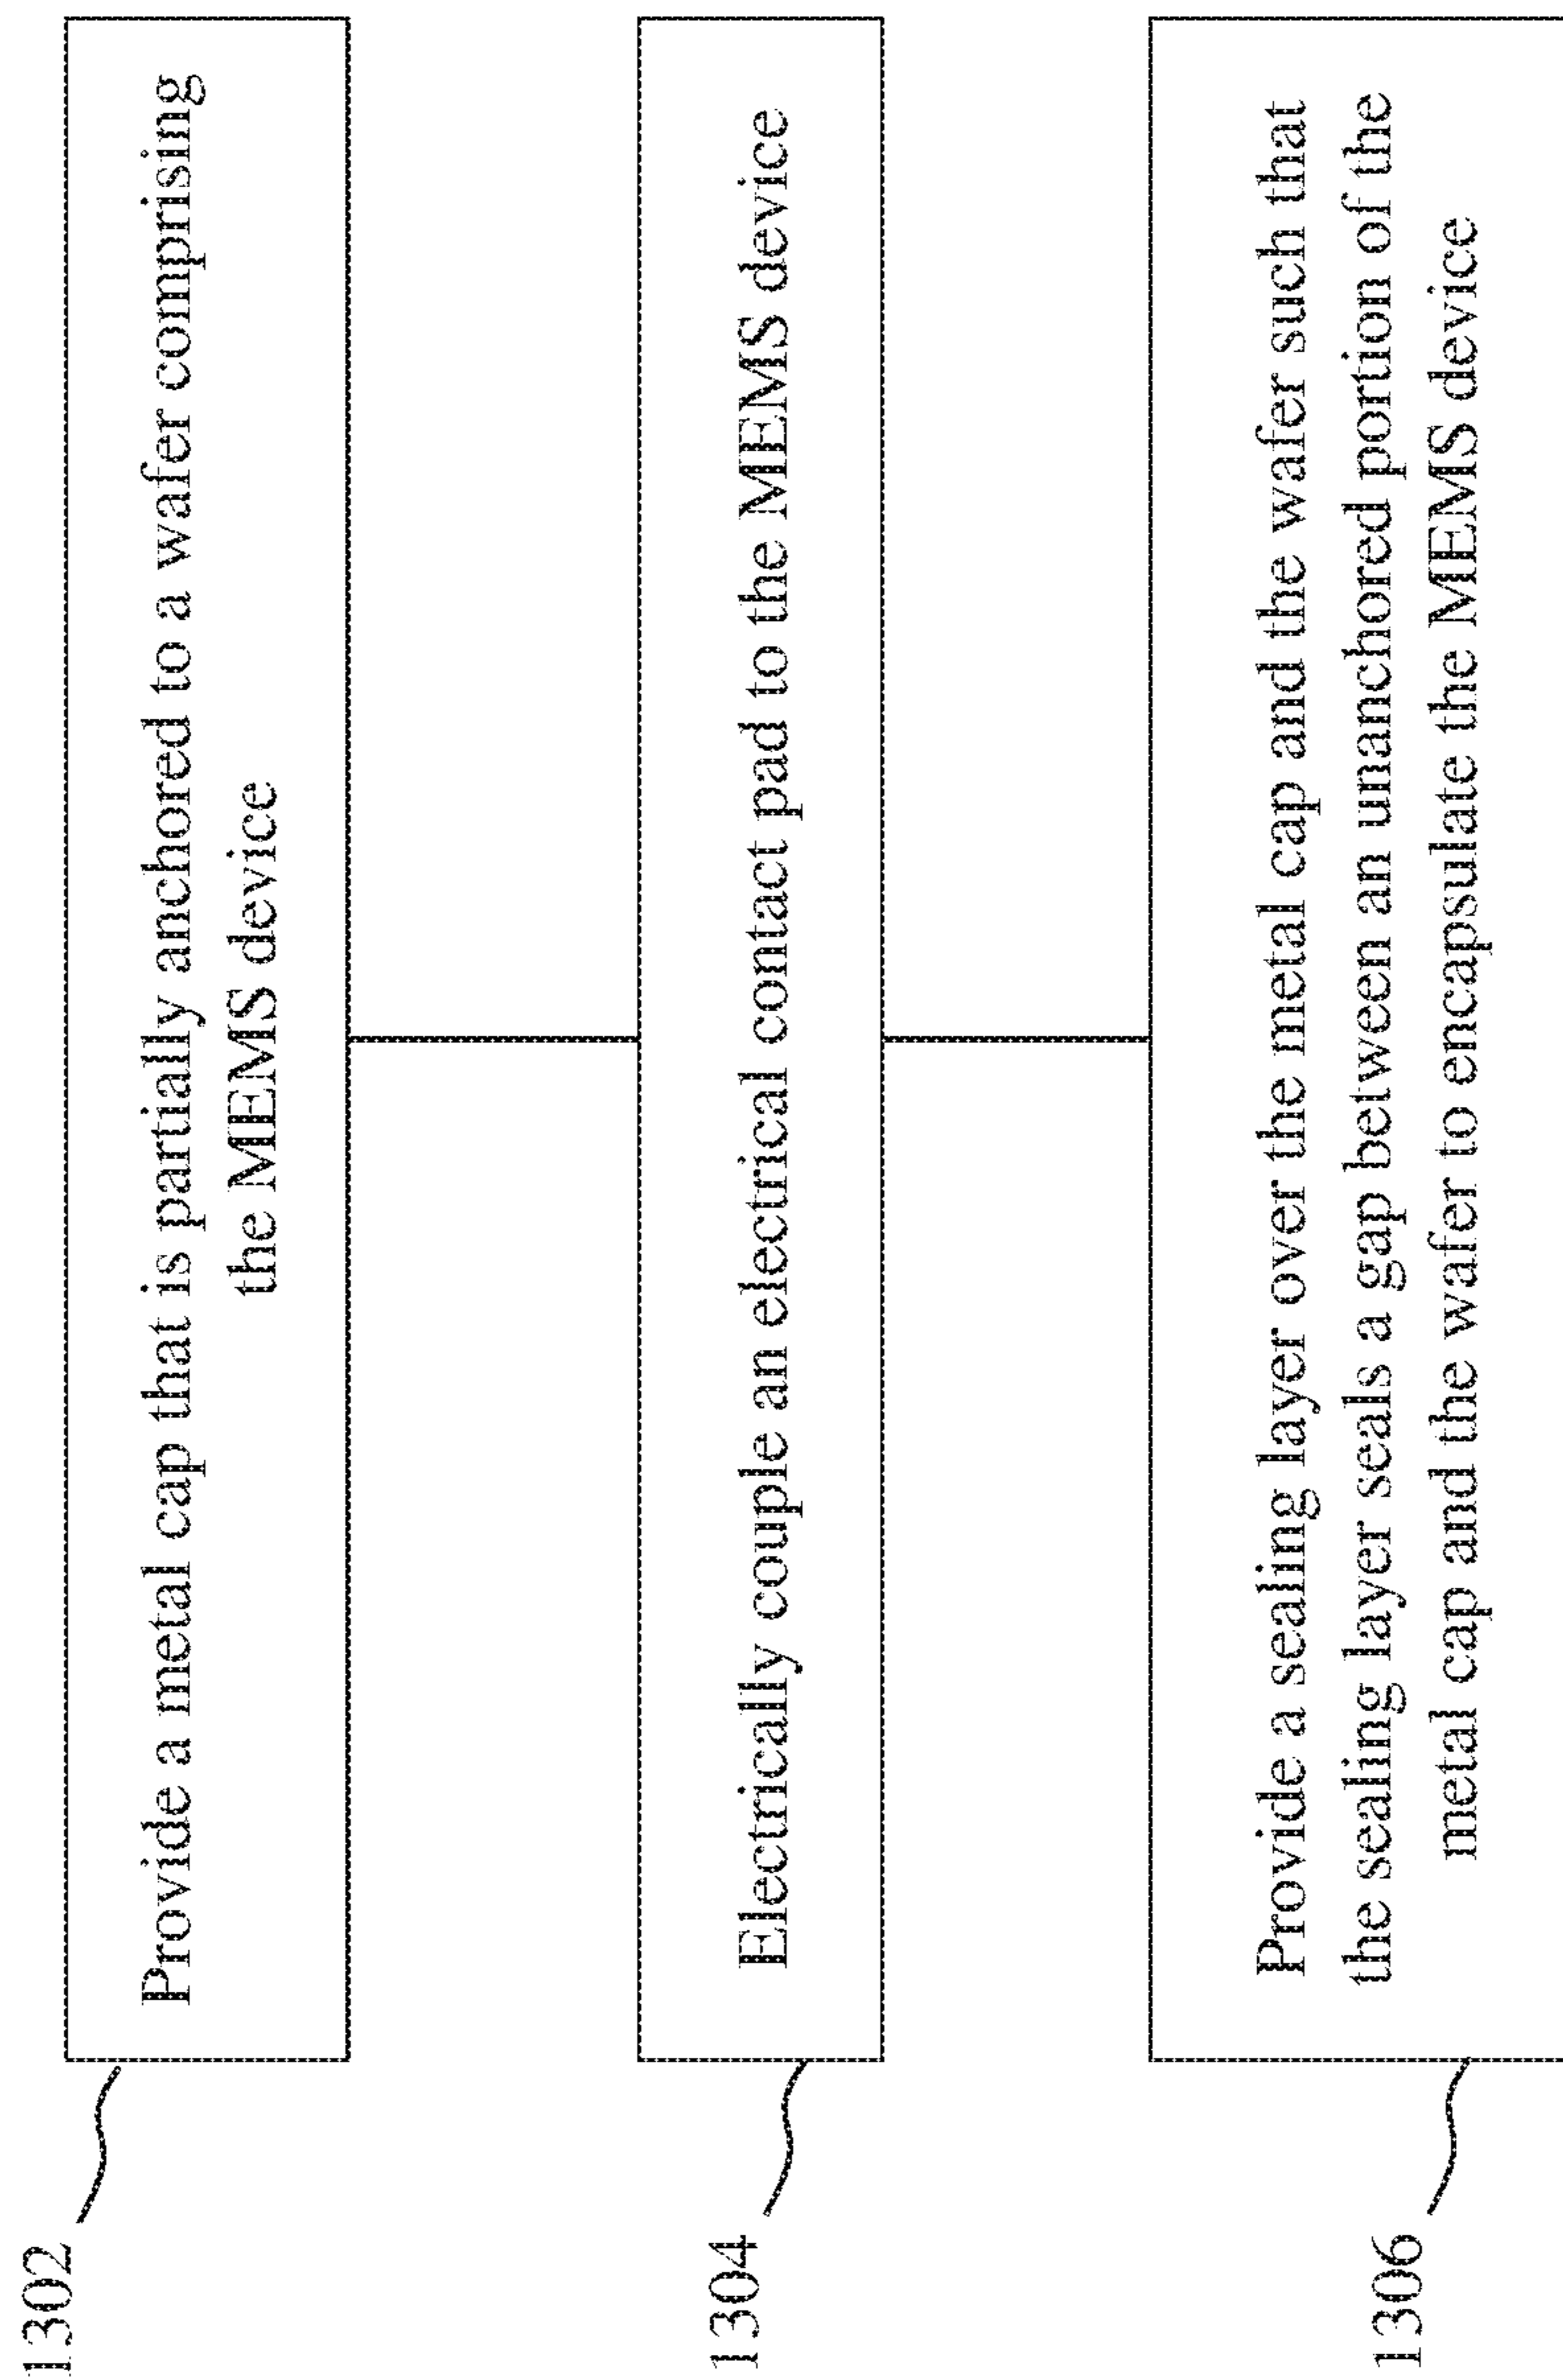 1302
Provide a metal cap that is partially anchored to a wafer comprising
the MEMS device
1304
Electrically couple an electrical contact pad to the MEMS device
1306
Provide a sealing layer over the metal cap and the wafer such that
the sealing layer seals a gap between an unanchored portion of the
metal cap and the wafer to encapsulate the MEMS device